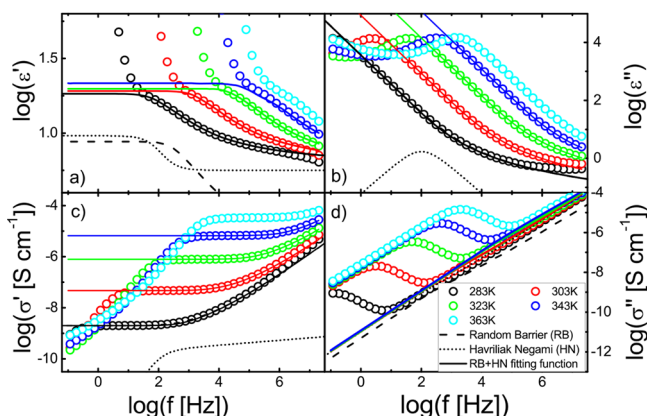 1.5
1.0
log(ε')
a)
4
2
0
log(ε'')
b)
-4
-6
-8
-10
log(σ' [S cm⁻¹])
c)
-4
-6
-8
-10
-12
log(σ'' [S cm⁻¹])
d)
283K 303K
323K 343K
363K
Random Barrier (RB)
Havriliak Negami (HN)
RB+HN fitting function
0 2 4 6
0 2 4 6
log(f [Hz]) log(f [Hz])